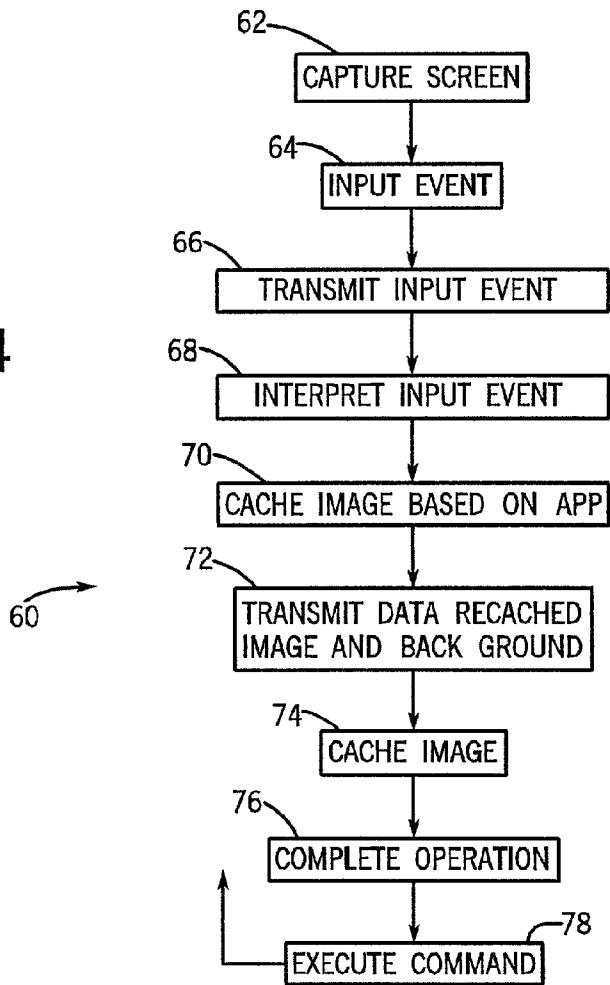 62
CAPTURE SCREEN
64
INPUT EVENT
66
TRANSMIT INPUT EVENT
68
INTERPRET INPUT EVENT
70
CACHE IMAGE BASED ON APP
72
TRANSMIT DATA RECACHED
IMAGE AND BACK GROUND
60
74
CACHE IMAGE
76
COMPLETE OPERATION
78
EXECUTE COMMAND